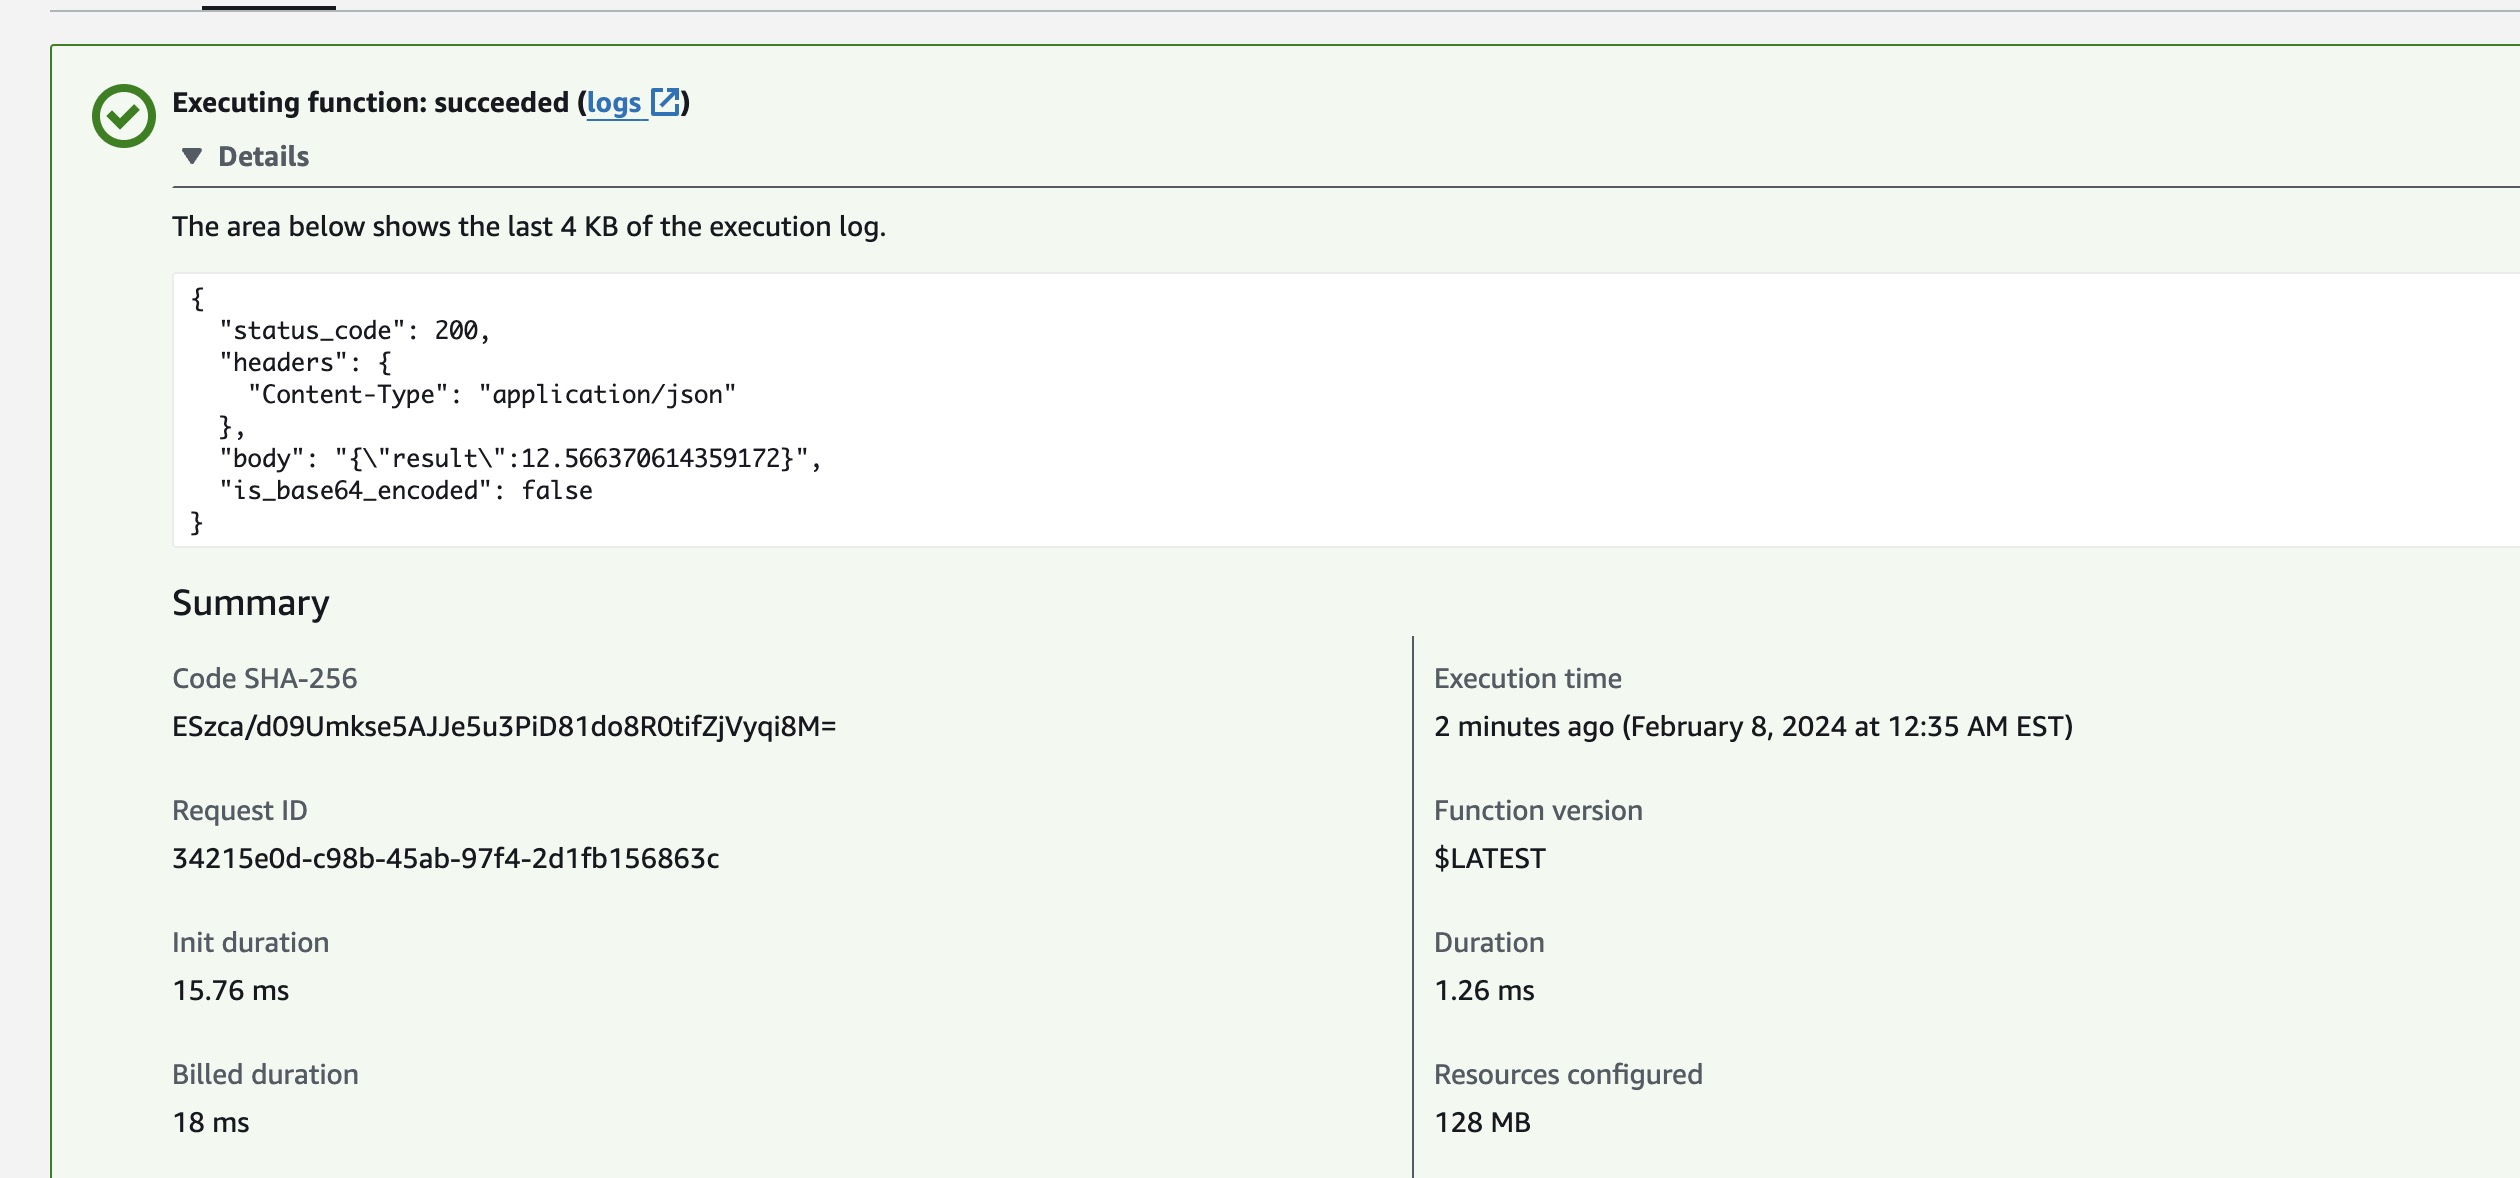 Executing function: succeeded (logs)
Details
The area below shows the last 4 KB of the execution log.
{
  "status_code": 200,
  "headers": {
    "Content-Type": "application/json"
  },
  "body": "{\"result\":12.566370614359172}",
  "is_base64_encoded": false
}
Summary
Code SHA-256
ESzca/d09Umkse5AJJe5u3PiD81do8R0tifZjVyqi8M=
Request ID
34215e0d-c98b-45ab-97f4-2d1fb156863c
Init duration
15.76 ms
Billed duration
18 ms
Execution time
2 minutes ago (February 8, 2024 at 12:35 AM EST)
Function version
$LATEST
Duration
1.26 ms
Resources configured
128 MB